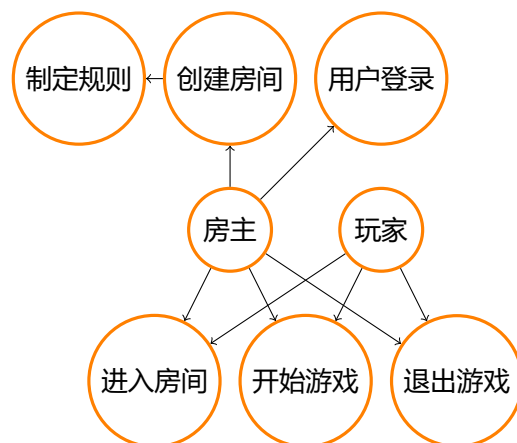 制定规则
创建房间
用户登录
房主
玩家
进入房间
开始游戏
退出游戏